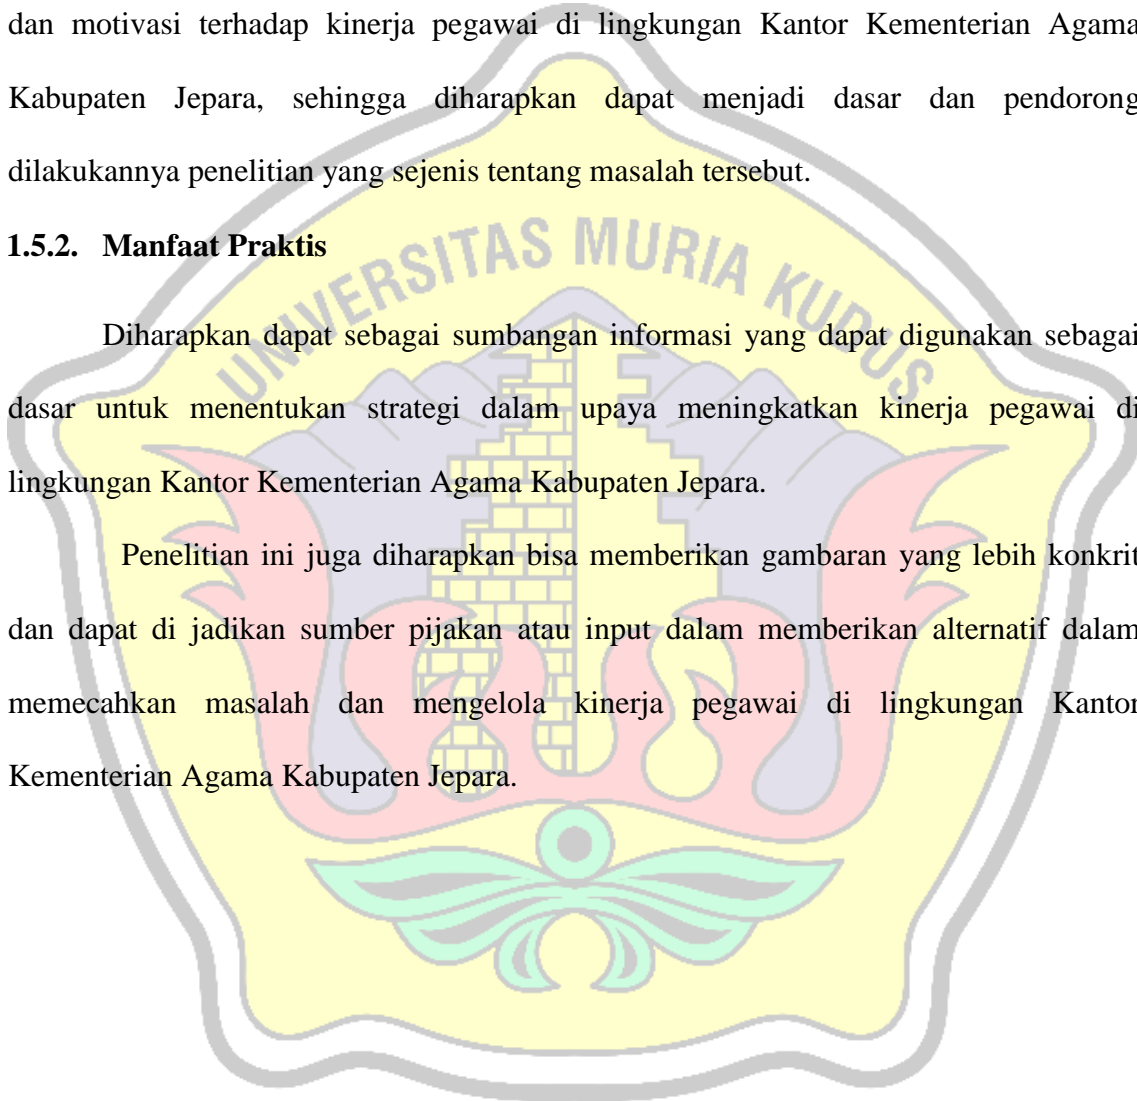 dan motivasi terhadap kinerja pegawai di lingkungan Kantor Kementerian Agama
Kabupaten Jepara, sehingga diharapkan dapat menjadi dasar dan pendorong
dilakukannya penelitian yang sejenis tentang masalah tersebut.
1.5.2. Manfaat Praktis
UNIVERSITAS MURIA KUDUS
Diharapkan dapat sebagai sumbangan informasi yang dapat digunakan sebagai
dasar untuk menentukan strategi dalam upaya meningkatkan kinerja pegawai di
lingkungan Kantor Kementerian Agama Kabupaten Jepara.
Penelitian ini juga diharapkan bisa memberikan gambaran yang lebih konkrit
dan dapat di jadikan sumber pijakan atau input dalam memberikan alternatif dalam
memecahkan masalah dan mengelola kinerja pegawai di lingkungan Kantor
Kementerian Agama Kabupaten Jepara.